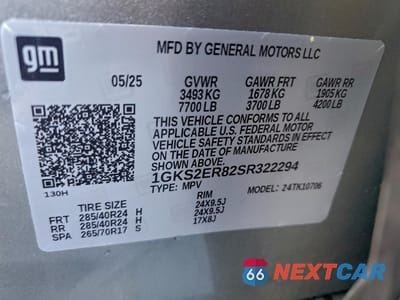 gm
MFD BY GENERAL MOTORS LLC
05/25 GVWR GAWR FRT GAWR RR
3493 KG 1678 KG 1905 KG
7700 LB 3700 LB 4200 LB
THIS VEHICLE CONFORMS TO ALL
APPLICABLE U.S. FEDERAL MOTOR
VEHICLE SAFETY STANDARDS IN EFFECT
ON THE DATE OF MANUFACTURE SHOWN ABOVE.
1GKS2ER82SR322294
130H TYPE: MPV MODEL: 24TK10706
TIRE SIZE RIM
FRT 285/40R24 H 24X9.5J
RR 285/40R24 H 24X9.5J
SPA 265/70R17 S 17X8J
66 NEXTCAR